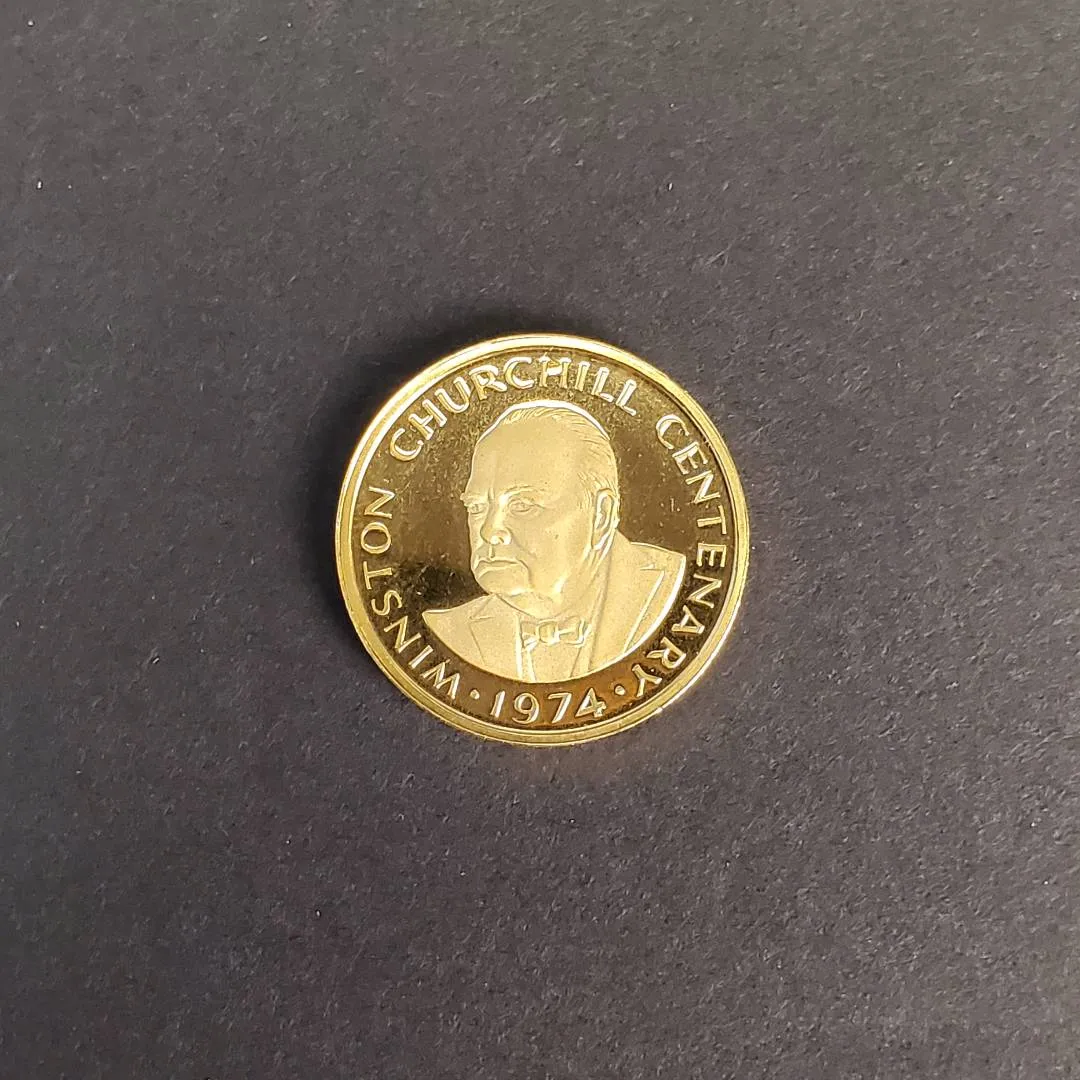 WINSTON CHURCHILL CENTENARY
· 1974 ·